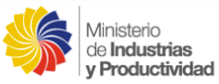 Ministerio
de Industrias
y Productividad